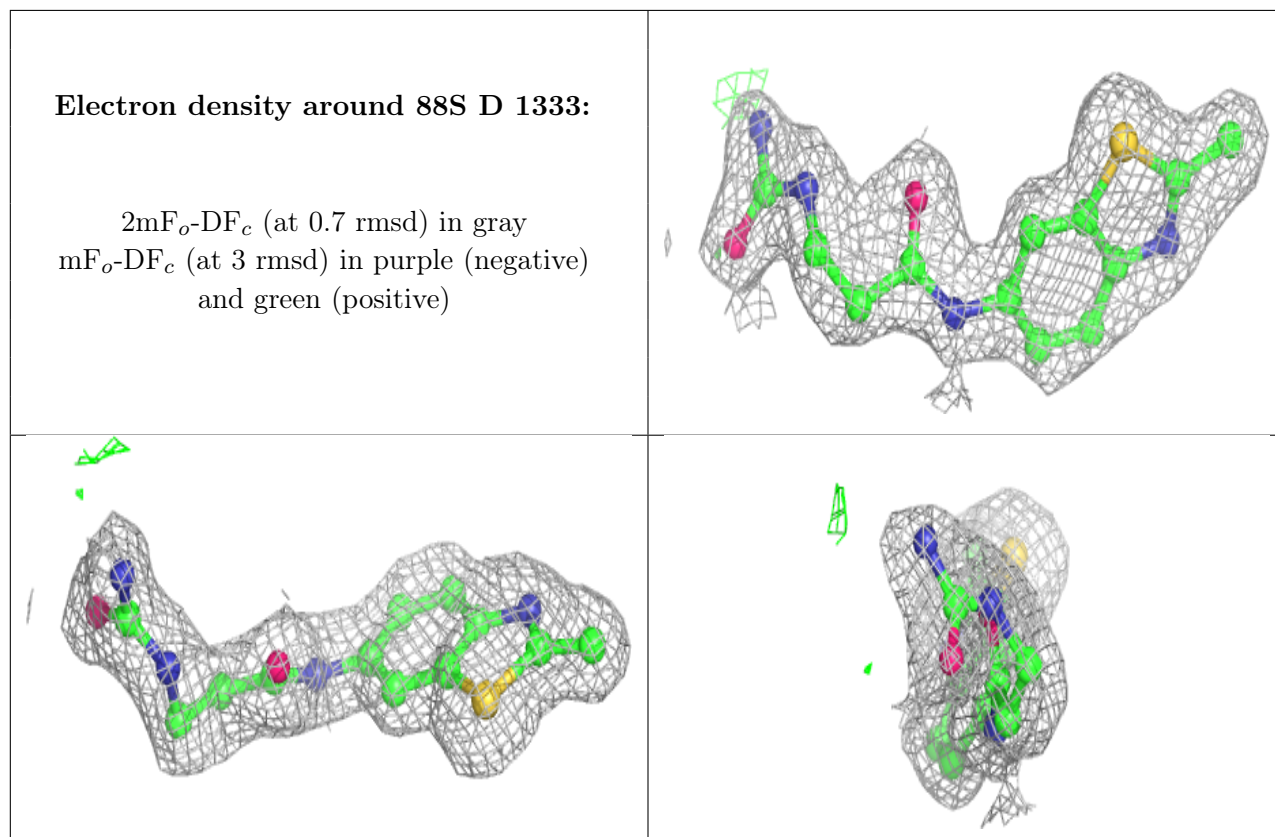 Electron density around 88S D 1333:
2mFo-DFc (at 0.7 rmsd) in gray
mFo-DFc (at 3 rmsd) in purple (negative)
and green (positive)